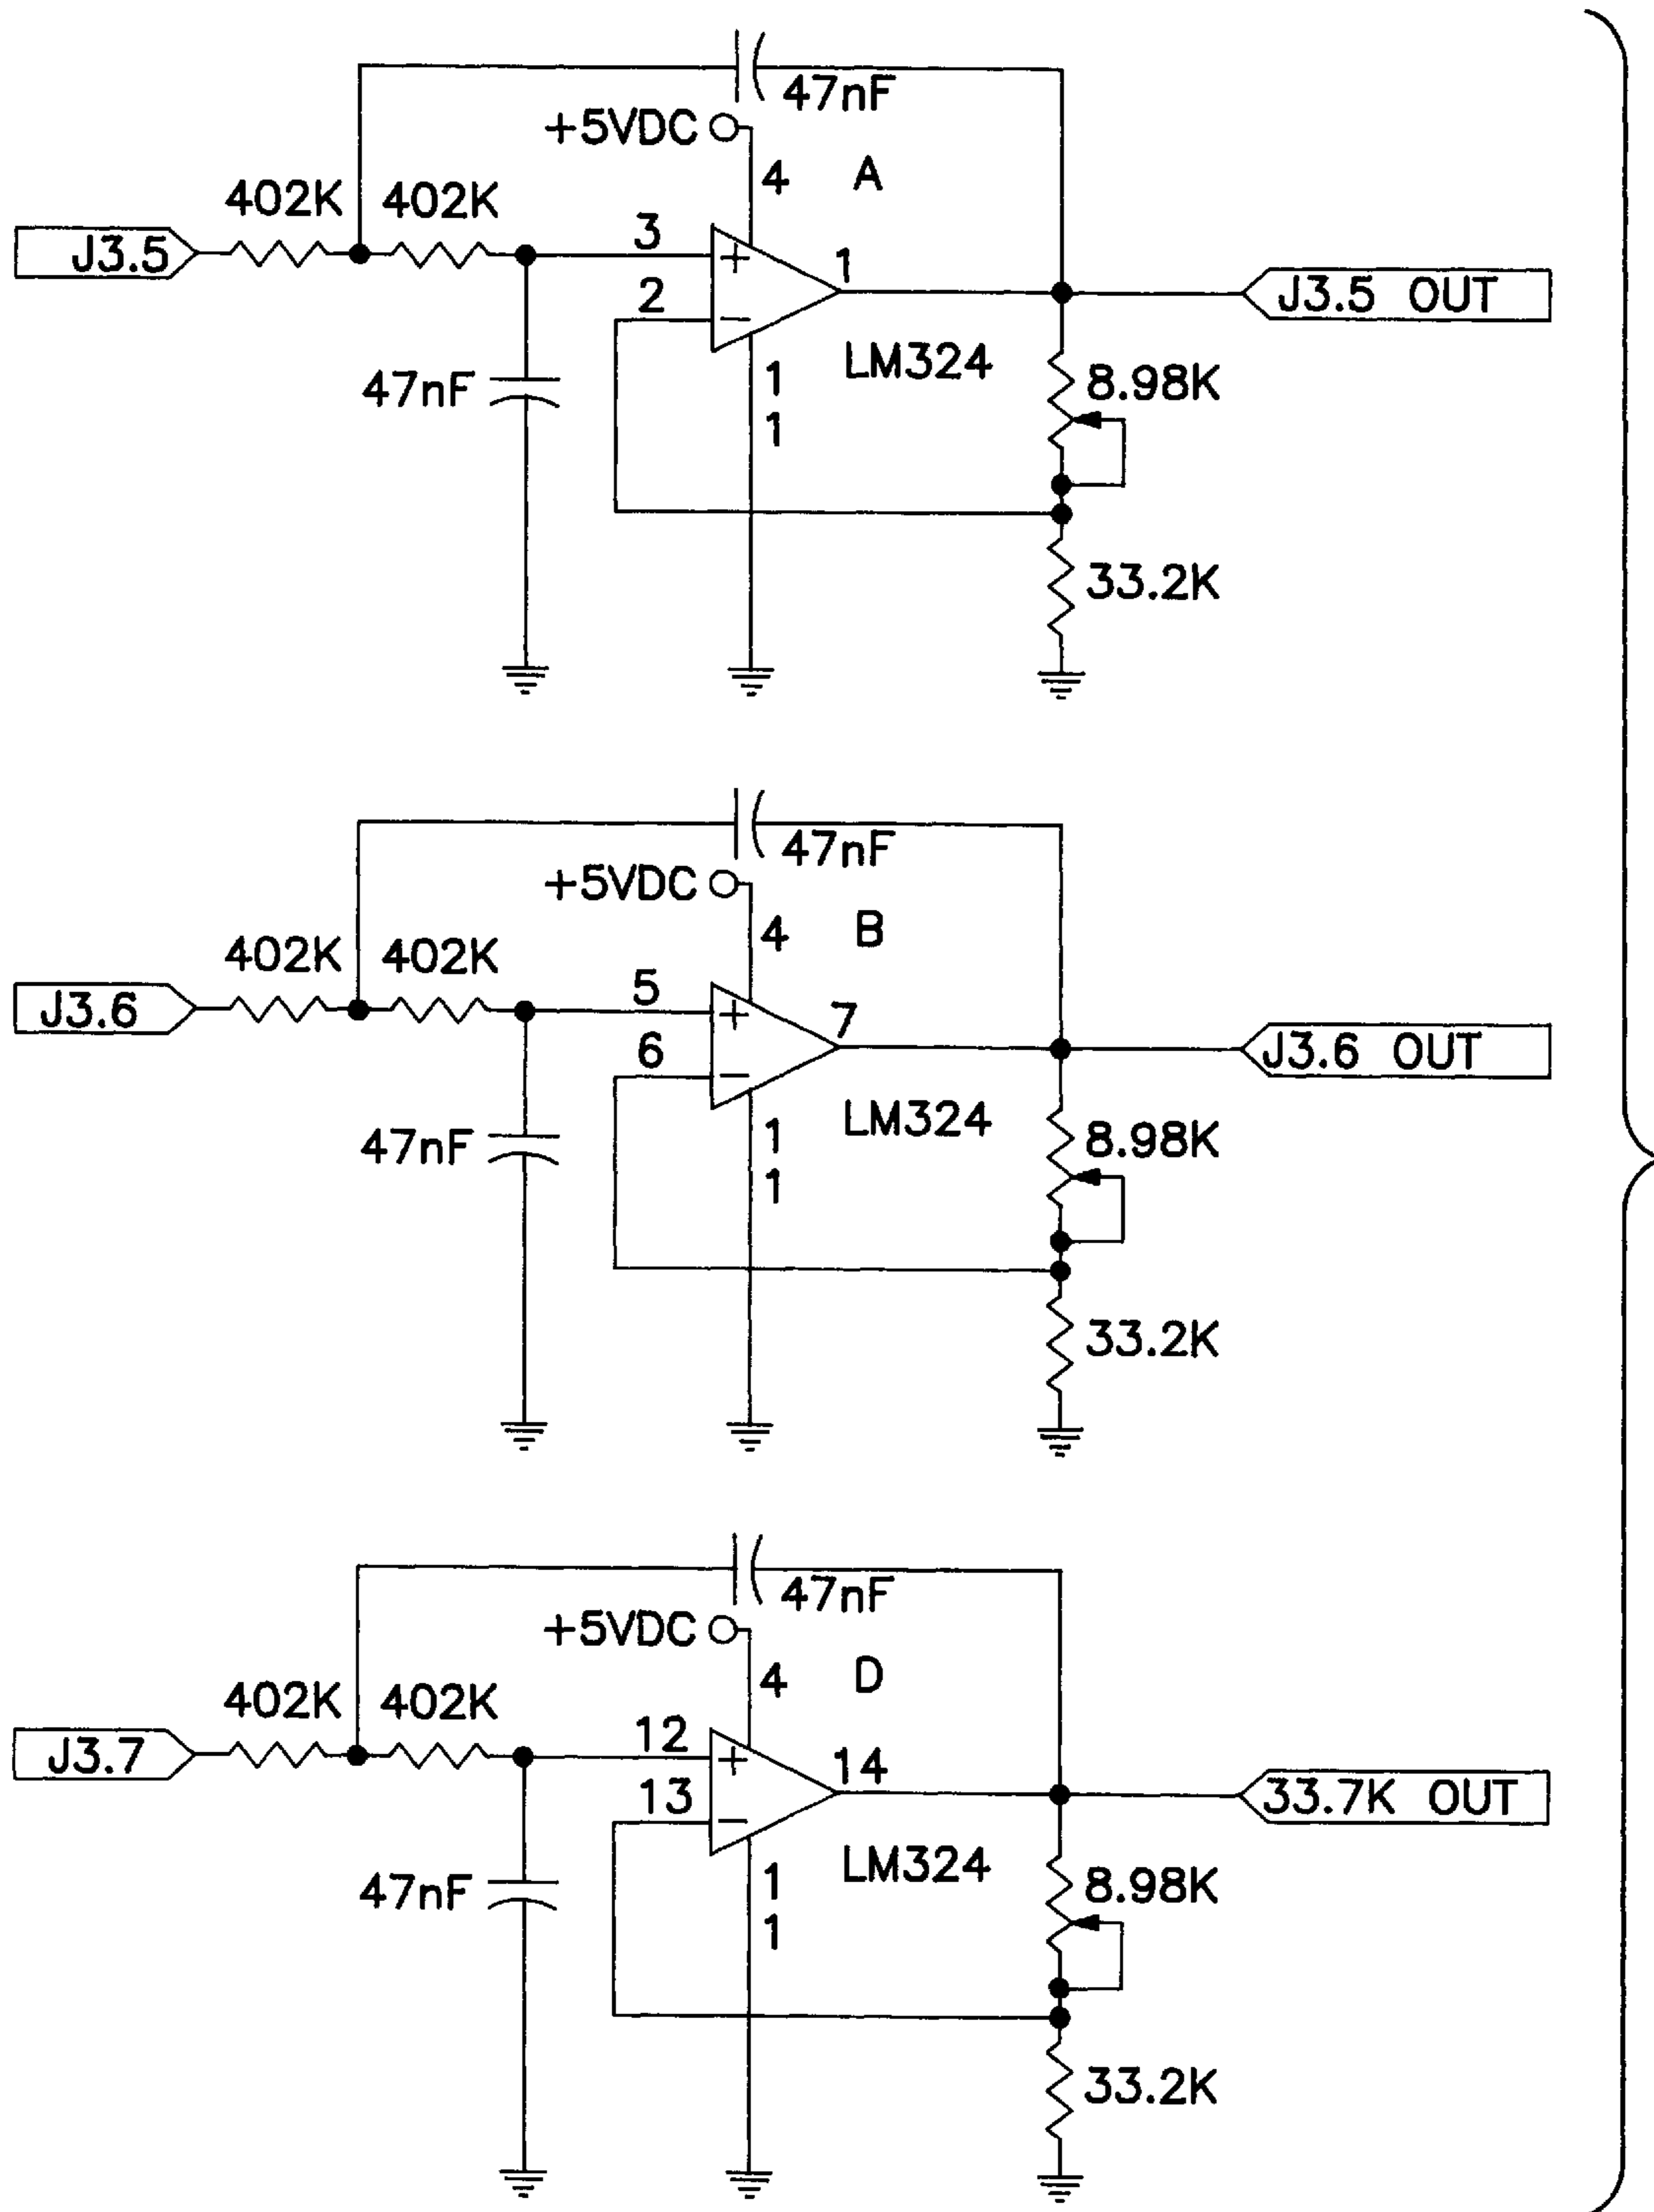 47nF
+5VDC
4 A
402K 402K
J3.5
3
2
1
J3.5 OUT
LM324
47nF
1
1
8.98K
33.2K
47nF
+5VDC
4 B
402K 402K
J3.6
5
6
7
J3.6 OUT
LM324
47nF
1
1
8.98K
33.2K
47nF
+5VDC
4 D
402K 402K
J3.7
12
13
14
33.7K OUT
LM324
47nF
1
1
8.98K
33.2K